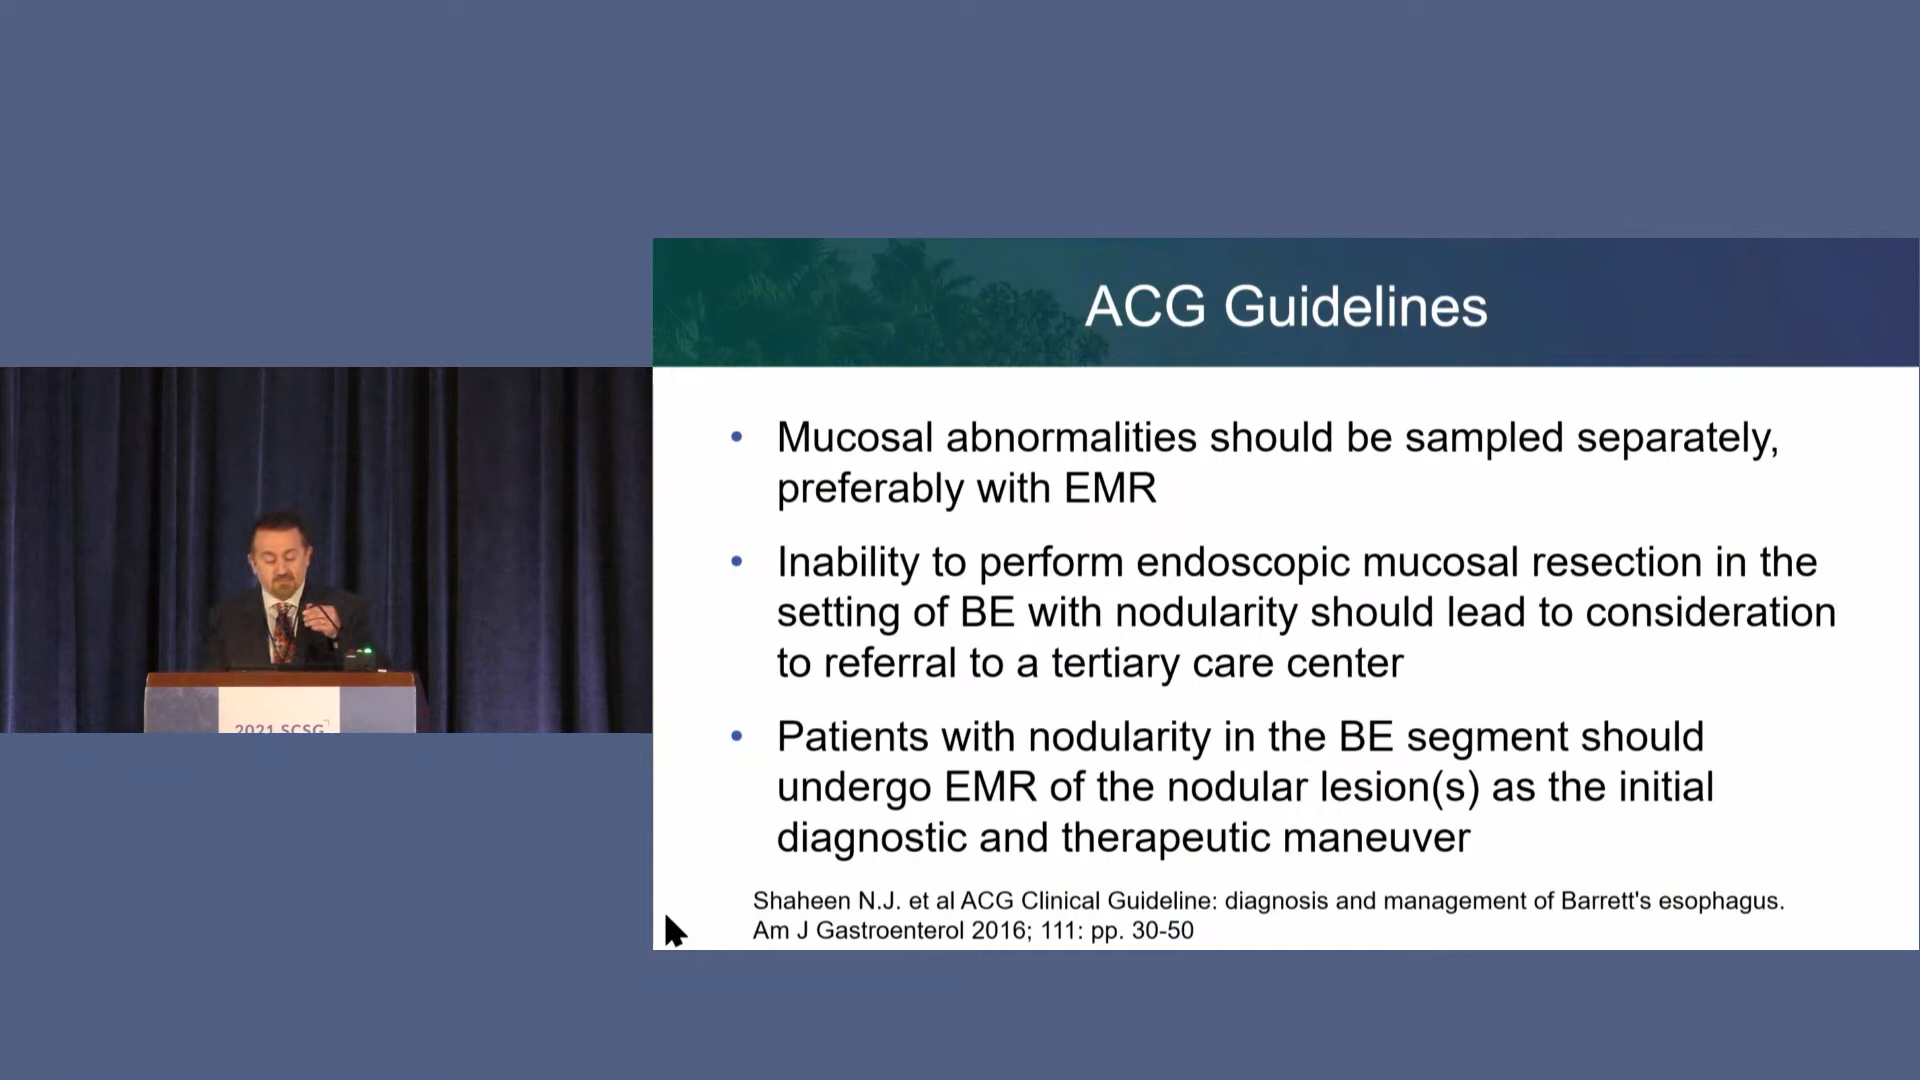 ACG Guidelines
• Mucosal abnormalities should be sampled separately,
preferably with EMR
• Inability to perform endoscopic mucosal resection in the
setting of BE with nodularity should lead to consideration
to referral to a tertiary care center
• Patients with nodularity in the BE segment should
undergo EMR of the nodular lesion(s) as the initial
diagnostic and therapeutic maneuver
Shaheen N.J. et al ACG Clinical Guideline: diagnosis and management of Barrett's esophagus.
Am J Gastroenterol 2016; 111: pp. 30-50
2021 SCSG